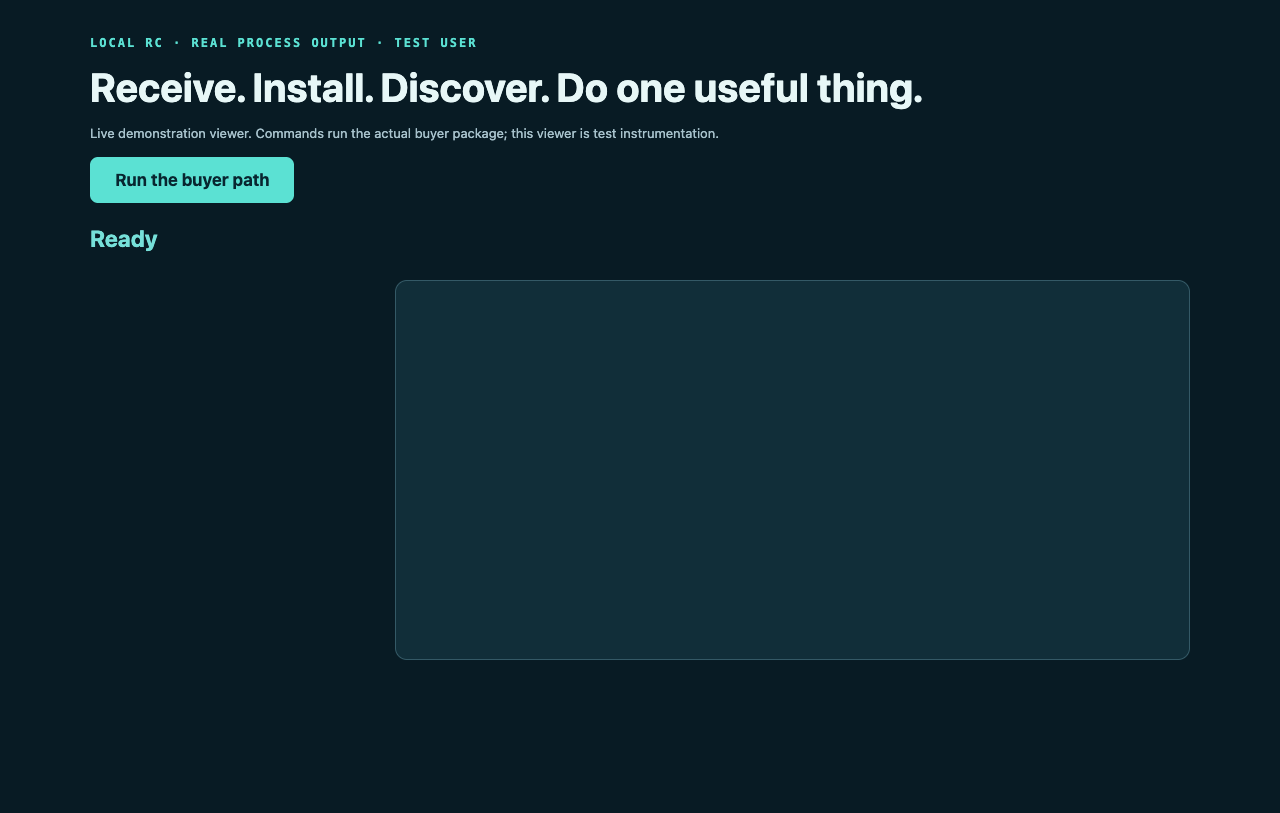 LOCAL RC · REAL PROCESS OUTPUT · TEST USER
Receive. Install. Discover. Do one useful thing.
Live demonstration viewer. Commands run the actual buyer package; this viewer is test instrumentation.
Run the buyer path
Ready